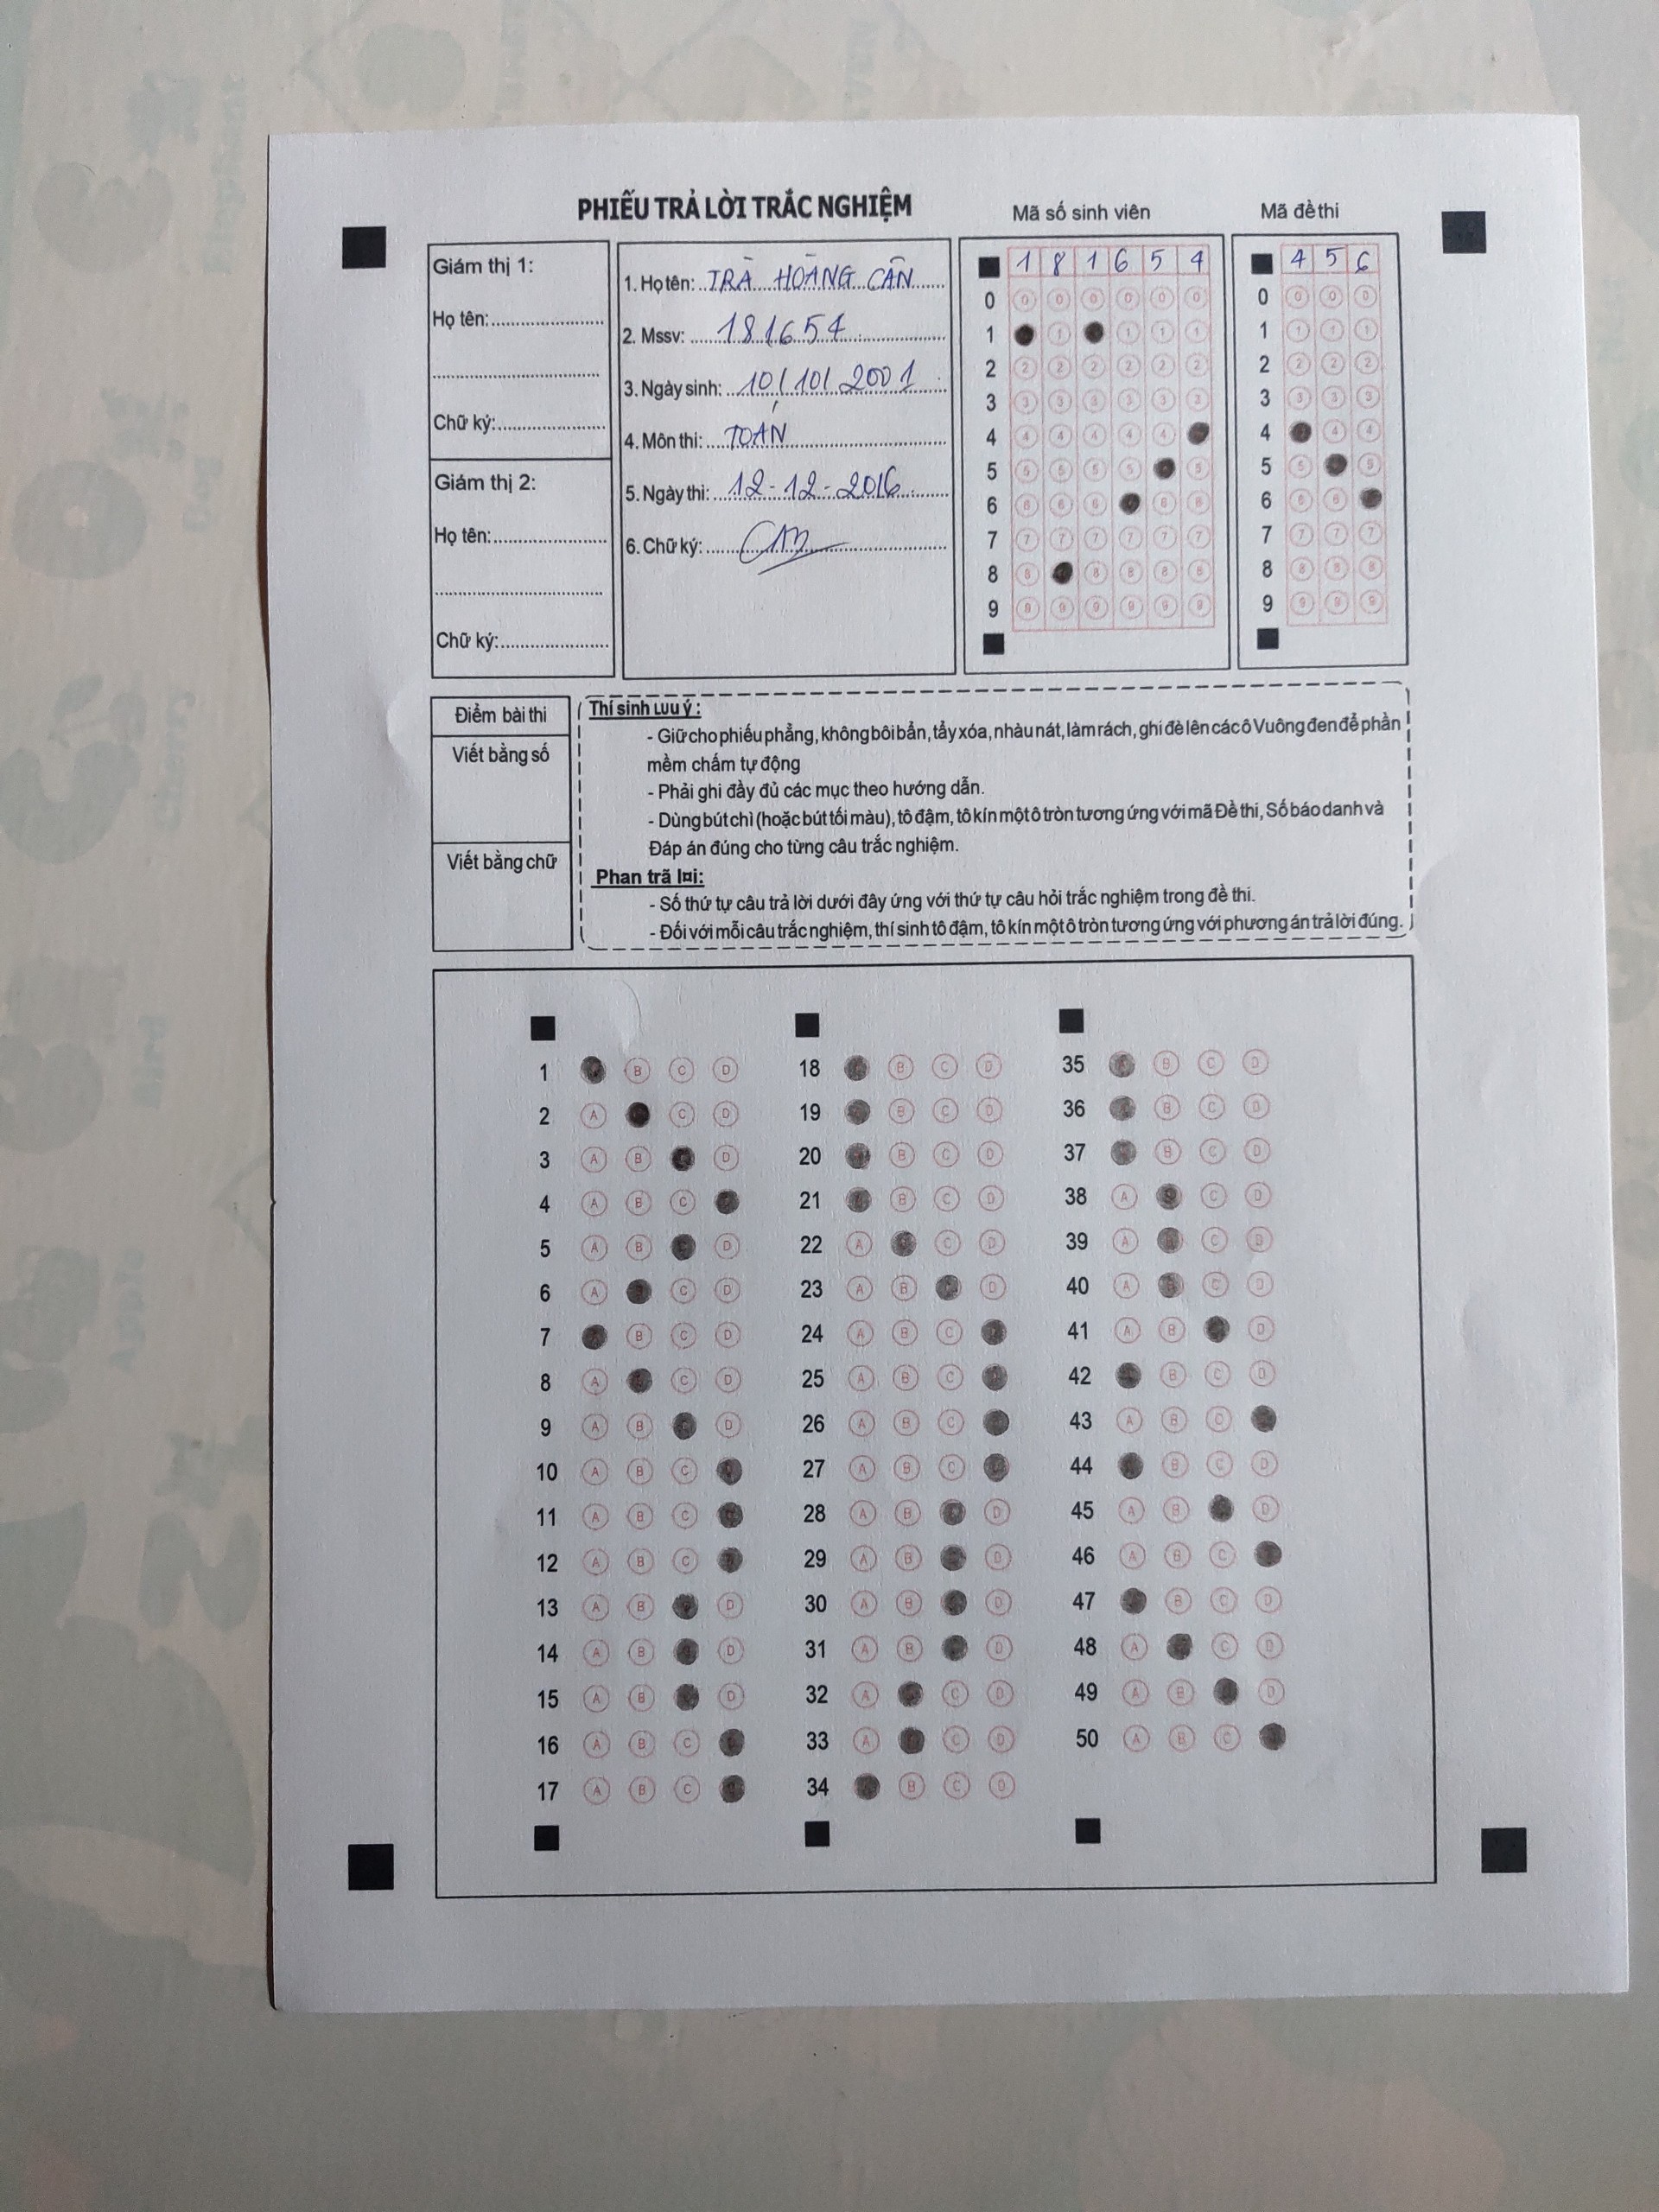 PHIẾU TRẢ LỜI TRẮC NGHIỆM
Mã số sinh viên
Mã đề thi
Giám thị 1:
Họ tên:
Chữ ký:
Giám thị 2:
Họ tên:
Chữ ký:
1. Họ tên: TRÀ HOÀNG CẦN
2. Mssv: 181654
3. Ngày sinh: 10/10/2001
4. Môn thi: TOÁN
5. Ngày thi: 12-12-2016
6. Chữ ký:
1 8 1 6 5 4
0 0 0 0 0 0 0
1 1 1 1 1
2 2 2 2 2 2 2
3 3 3 3 3 3 3
4 4 4 4 4 4
5 5 5 5 5 5
6 6 6 6 6 6
7 7 7 7 7 7 7
8 8 8 8 8 8
9 9 9 9 9 9 9
4 5 6
0 0 0 0
1 1 1 1
2 2 2 2
3 3 3 3
4 4 4
5 5 5
6 6 6
7 7 7 7
8 8 8 8
9 9 9 9
Điểm bài thi
Viết bằng số
Viết bằng chữ
Thí sinh Lưu ý :
- Giữ cho phiếu phẳng, không bôi bẩn, tẩy xóa, nhàu nát, làm rách, ghi đè lên các ô Vuông đen để phần
mềm chấm tự động
- Phải ghi đầy đủ các mục theo hướng dẫn.
- Dùng bút chì (hoặc bút tối màu), tô đậm, tô kín một ô tròn tương ứng với mã Đề thi, Số báo danh và
Đáp án đúng cho từng câu trắc nghiệm.
Phan trã l¤i:
- Số thứ tự câu trả lời dưới đây ứng với thứ tự câu hỏi trắc nghiệm trong đề thi.
- Đối với mỗi câu trắc nghiệm, thí sinh tô đậm, tô kín một ô tròn tương ứng với phương án trả lời đúng.
1 B C D
2 A C D
3 A B D
4 A B C
5 A B D
6 A C D
7 B C D
8 A C D
9 A B D
10 A B C
11 A B C
12 A B C
13 A B D
14 A B D
15 A B D
16 A B C
17 A B C
18 B C D
19 B C D
20 B C D
21 B C D
22 A C D
23 A B D
24 A B C
25 A B C
26 A B C
27 A B C
28 A B D
29 A B D
30 A B D
31 A B D
32 A C D
33 A C D
34 B C D
35 B C D
36 B C D
37 B C D
38 A C D
39 A C D
40 A C D
41 A B D
42 B C D
43 A B C
44 B C D
45 A B D
46 A B C
47 B C D
48 A C D
49 A B D
50 A B C